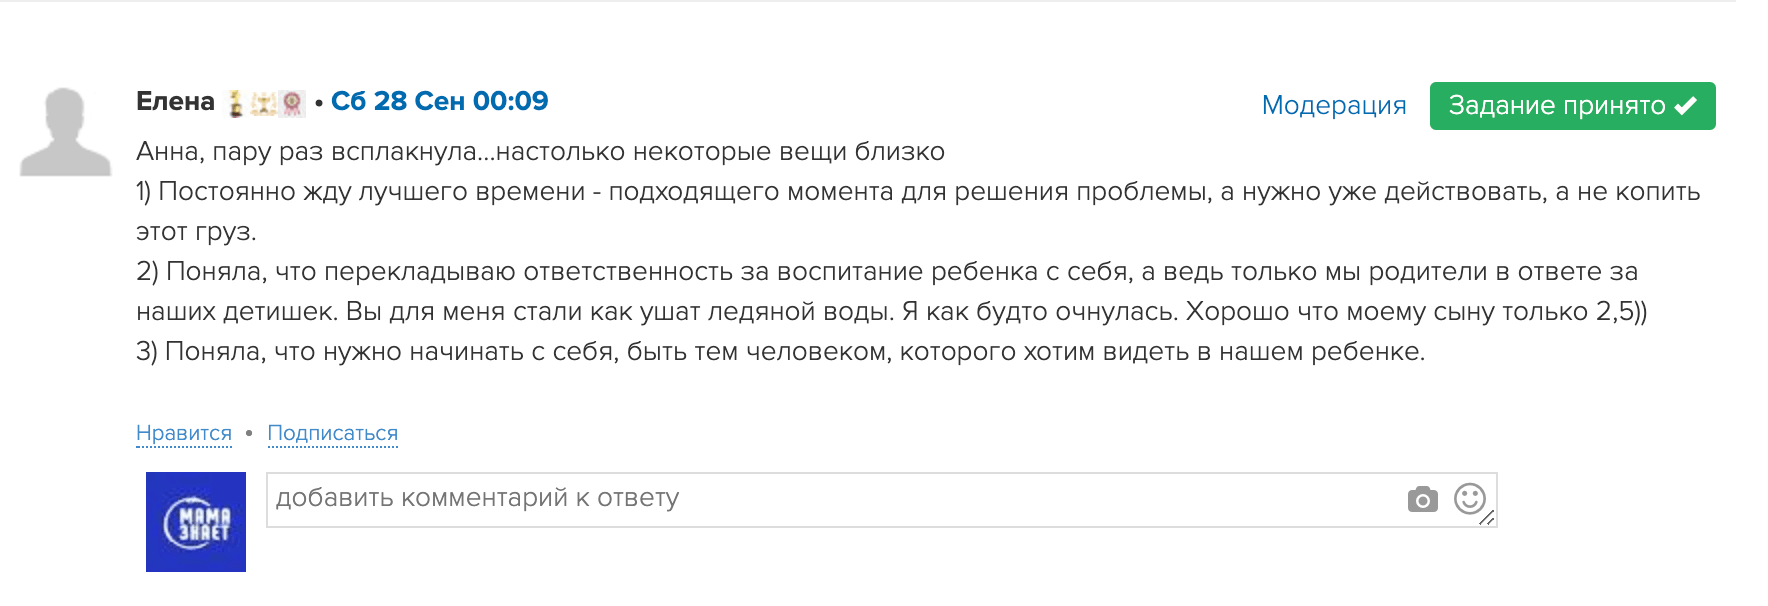 Елена • Сб 28 Сен 00:09
Модерация
Задание принято
Анна, пару раз всплакнула...настолько некоторые вещи близко
1) Постоянно жду лучшего времени - подходящего момента для решения проблемы, а нужно уже действовать, а не копить
этот груз.
2) Поняла, что перекладываю ответственность за воспитание ребенка с себя, а ведь только мы родители в ответе за
наших детишек. Вы для меня стали как ушат ледяной воды. Я как будто очнулась. Хорошо что моему сыну только 2,5))
3) Поняла, что нужно начинать с себя, быть тем человеком, которого хотим видеть в нашем ребенке.
Нравится • Подписаться
МАМА
ЗНАЕТ
добавить комментарий к ответу